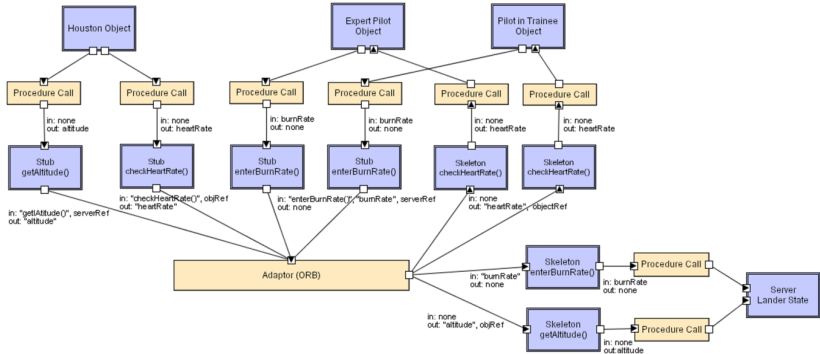 Houston Object
Expert Pilot
Object
Pilot in Trainee
Object
Procedure Call
Procedure Call
Procedure Call
Procedure Call
Procedure Call
Procedure Call
in: none
out: altitude
in: none
out: heartRate
in: burnRate
out: none
in: burnRate
out: none
in: none
out: heartRate
in: none
out: heartRate
Stub
getAltitude()
Stub
checkHeartRate()
Stub
enterBurnRate()
Stub
enterBurnRate()
Skeleton
checkHeartRate()
Skeleton
checkHeartRate()
in: "getlAtitude()", serverRef
out: "altitude"
in: "checkHeartRate()", objRef
out: "heartRate"
in: "enterBurnRate()", "burnRate", serverRef
out: none
in: none
out: "heartRate", objectRef
Adaptor (ORB)
in: "burnRate"
out: none
Skeleton
enterBurnRate()
in: burnRate
out: none
Procedure Call
Server
Lander State
in: none
out: "altitude", objRef
Skeleton
getAltitude()
in: none
out:altitude
Procedure Call